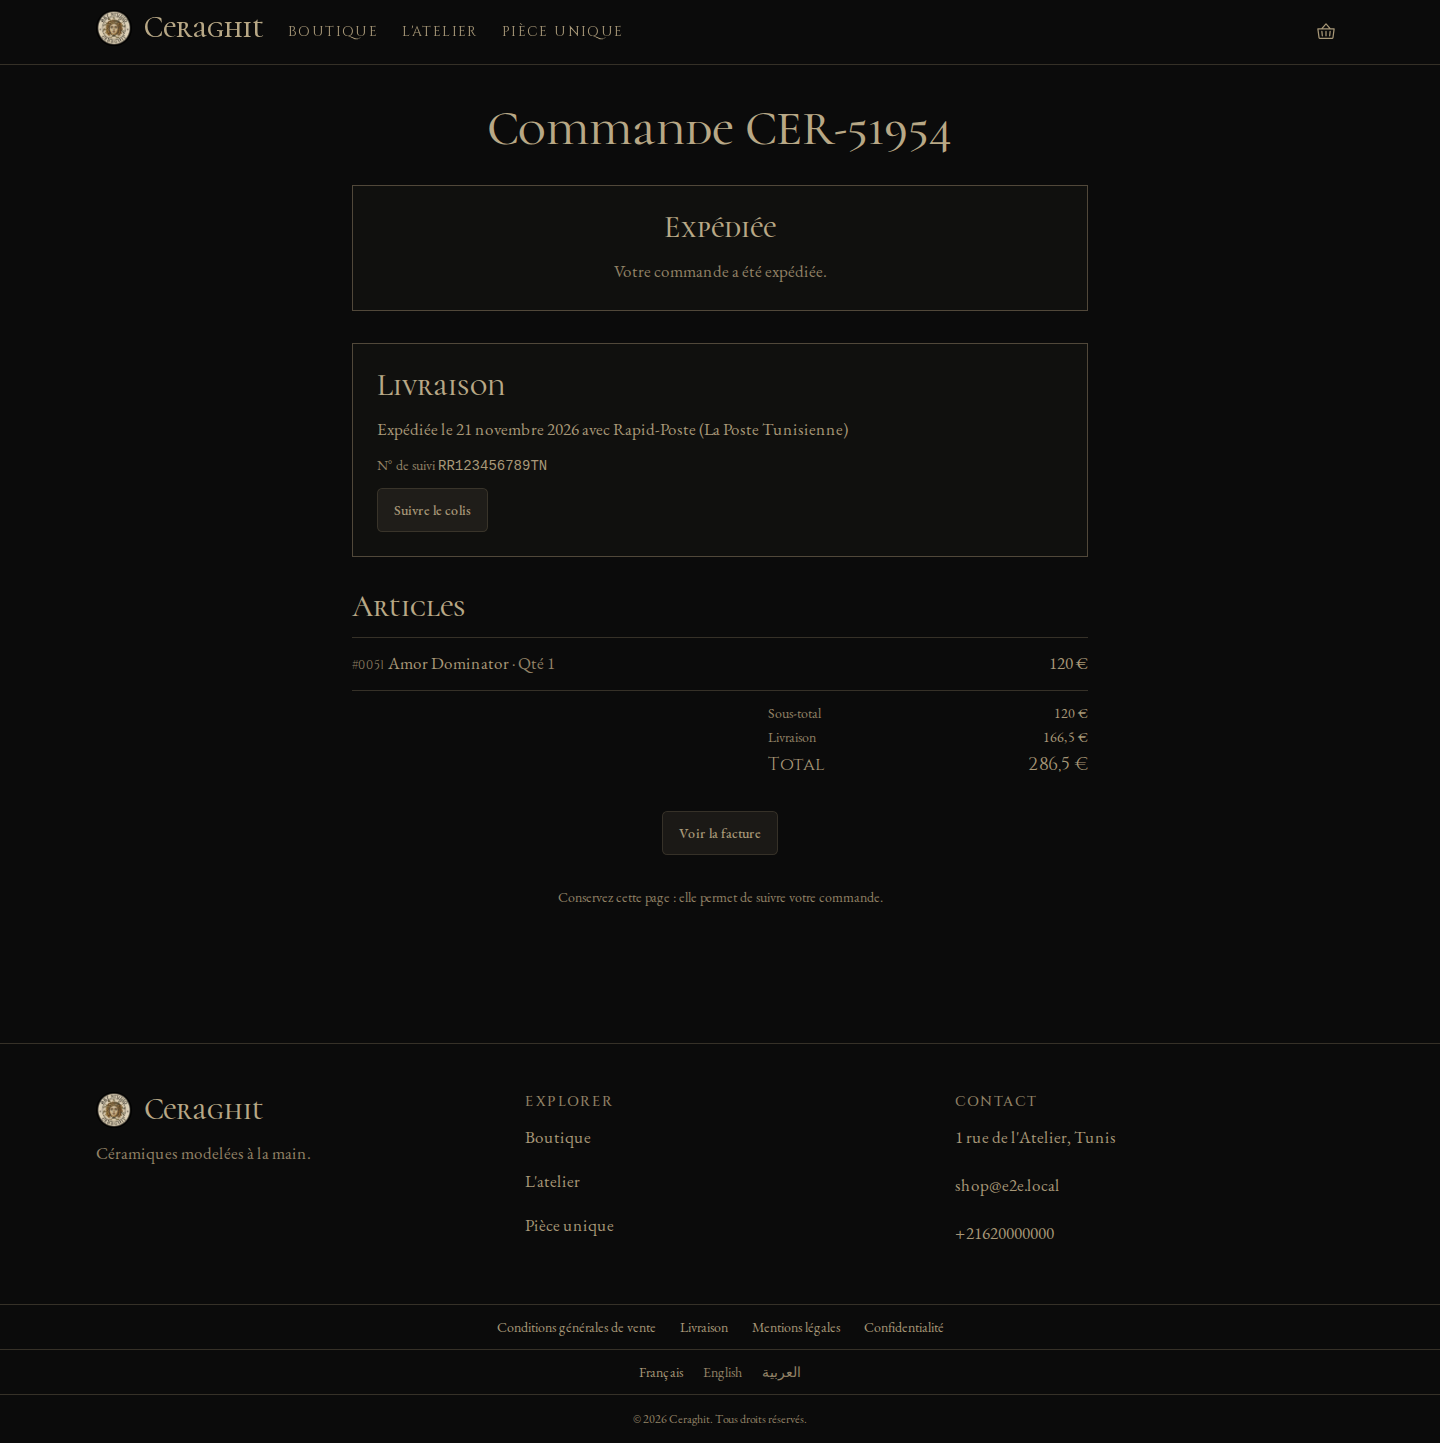 Ceraghit
BOUTIQUE
L'ATELIER
PIÈCE UNIQUE
Commande CER-51954
Expédiée
Votre commande a été expédiée.
Livraison
Expédiée le 21 novembre 2026 avec Rapid-Poste (La Poste Tunisienne)
N° de suivi RR123456789TN
Suivre le colis
Articles
#0051 Amor Dominator · Qté 1 120 €
Sous-total 120 €
Livraison 166,5 €
Total 286,5 €
Voir la facture
Conservez cette page : elle permet de suivre votre commande.
Ceraghit
Céramiques modelées à la main.
EXPLORER
Boutique
L'atelier
Pièce unique
CONTACT
1 rue de l'Atelier, Tunis
shop@e2e.local
+21620000000
Conditions générales de vente Livraison Mentions légales Confidentialité
Français English العربية
© 2026 Ceraghit. Tous droits réservés.